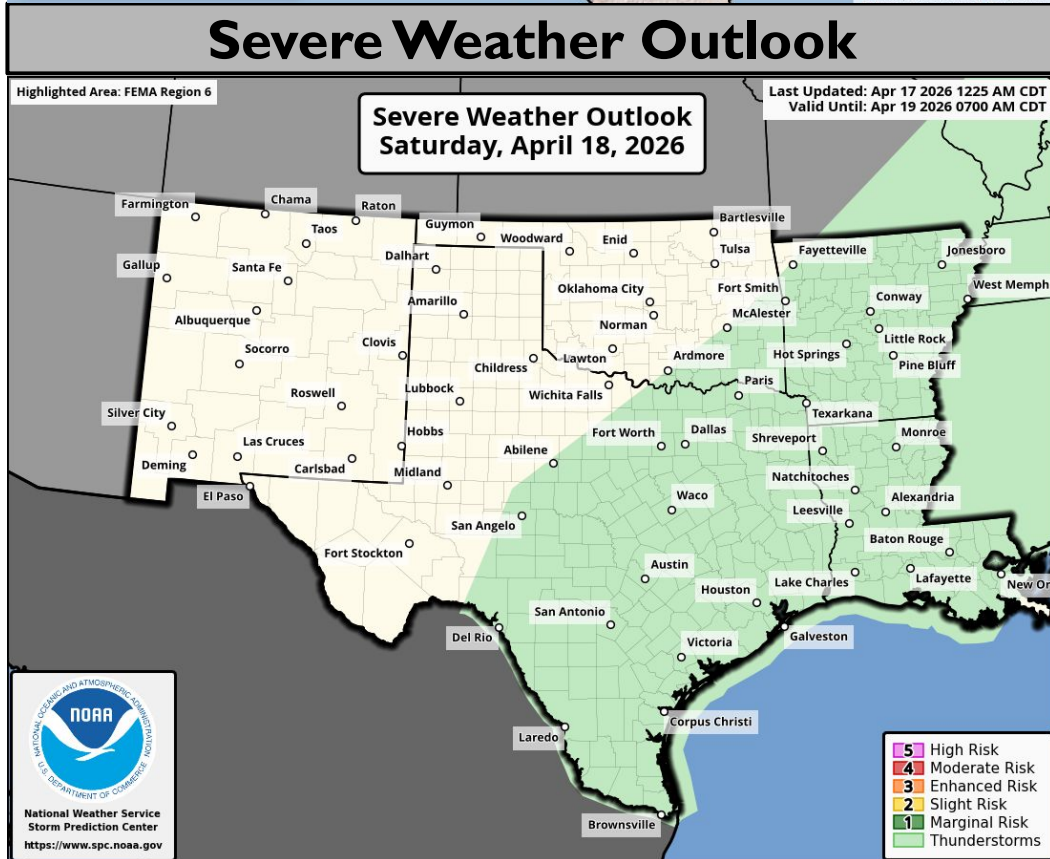 Severe Weather Outlook
Highlighted Area: FEMA Region 6
Last Updated: Apr 17 2026 1225 AM CDT
Valid Until: Apr 19 2026 0700 AM CDT
Severe Weather Outlook
Saturday, April 18, 2026
Farmington
Chama
Raton
Taos
Guymon
Woodward
Enid
Bartlesville
Tulsa
Fayetteville
Jonesboro
Gallup
Santa Fe
Dalhart
Oklahoma City
Fort Smith
Conway
West Memph
Albuquerque
Amarillo
Norman
McAlester
Little Rock
Socorro
Clovis
Childress
Lawton
Ardmore
Hot Springs
Pine Bluff
Roswell
Lubbock
Wichita Falls
Paris
Texarkana
Silver City
Las Cruces
Hobbs
Abilene
Fort Worth
Dallas
Shreveport
Monroe
Deming
Carlsbad
Midland
Natchitoches
El Paso
San Angelo
Waco
Leesville
Alexandria
Fort Stockton
Baton Rouge
Austin
Houston
Lake Charles
Lafayette
New Or
San Antonio
Del Rio
Victoria
Galveston
Laredo
Corpus Christi
Brownsville
NATIONAL OCEANIC AND ATMOSPHERIC ADMINISTRATION
NOAA
U.S. DEPARTMENT OF COMMERCE
National Weather Service
Storm Prediction Center
https://www.spc.noaa.gov
5 High Risk
4 Moderate Risk
3 Enhanced Risk
2 Slight Risk
1 Marginal Risk
Thunderstorms